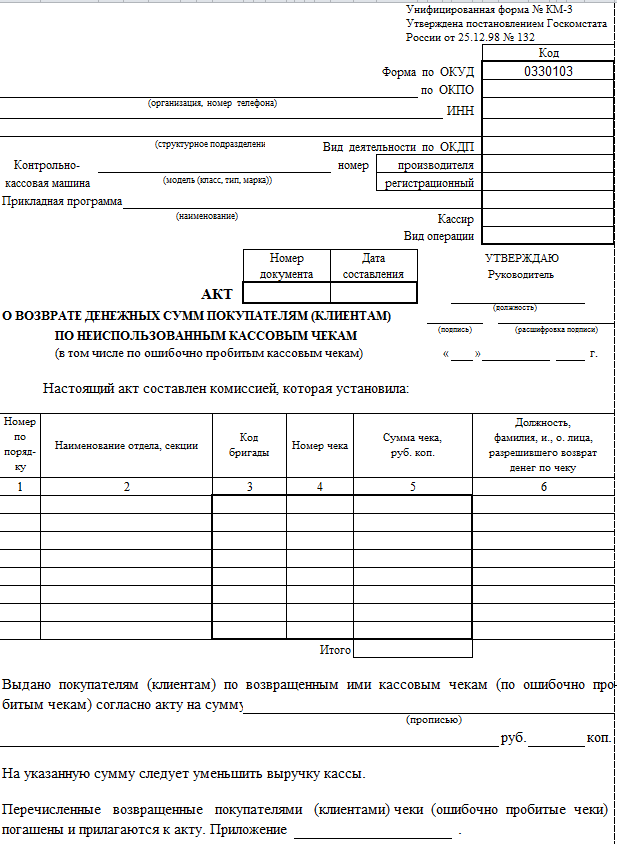 Унифицированная форма № КМ-3
Утверждена постановлением Госкомстата
России от 25.12.98 № 132
Код
Форма по ОКУД 0330103
по ОКПО
(организация, номер телефона)
ИНН
(структурное подразделени
Вид деятельности по ОКДП
Контрольно-
кассовая машина
(модель (класс, тип, марка))
номер
производителя
регистрационный
Прикладная программа
(наименование)
Кассир
Вид операции
Номер
документа
Дата
составления
УТВЕРЖДАЮ
Руководитель
(должность)
АКТ
О ВОЗВРАТЕ ДЕНЕЖНЫХ СУММ ПОКУПАТЕЛЯМ (КЛИЕНТАМ)
ПО НЕИСПОЛЬЗОВАННЫМ КАССОВЫМ ЧЕКАМ
(в том числе по ошибочно пробитым кассовым чекам)
(подпись) (расшифровка подписи)
« » г.
Настоящий акт составлен комиссией, которая установила:
Номер
по
поряд-
ку
Наименование отдела, секции
Код
бригады
Номер чека
Сумма чека,
руб. коп.
Должность,
фамилия, и., о. лица,
разрешившего возврат
денег по чеку
1 2 3 4 5 6
Итого
Выдано покупателям (клиентам) по возвращенным ими кассовым чекам (по ошибочно про-
битым чекам) согласно акту на сумму
(прописью)
руб. коп.
На указанную сумму следует уменьшить выручку кассы.
Перечисленные возвращенные покупателями (клиентами) чеки (ошибочно пробитые чеки)
погашены и прилагаются к акту. Приложение .